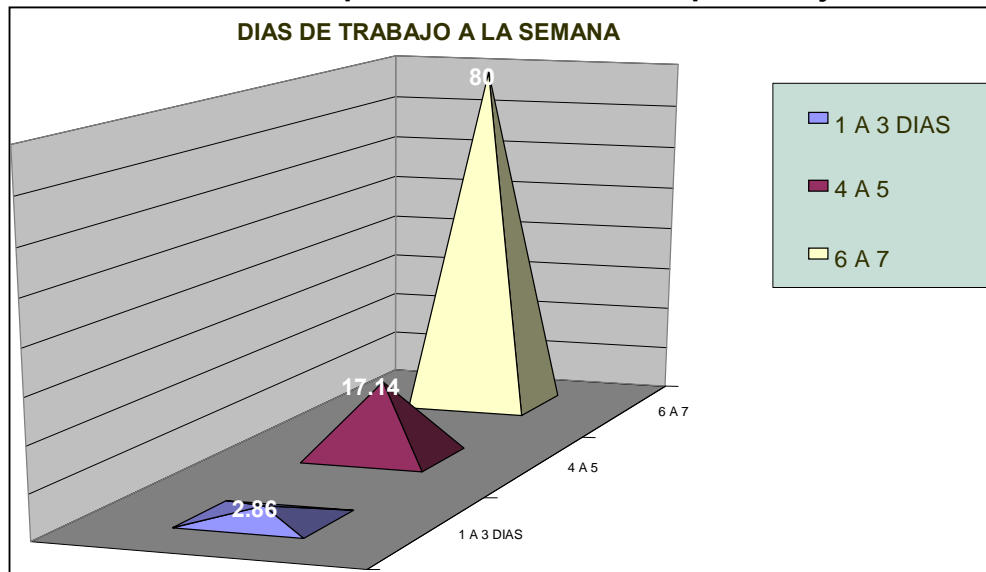 DIAS DE TRABAJO A LA SEMANA
80
17.14
2.86
6 A 7
4 A 5
1 A 3 DIAS
1 A 3 DIAS
4 A 5
6 A 7